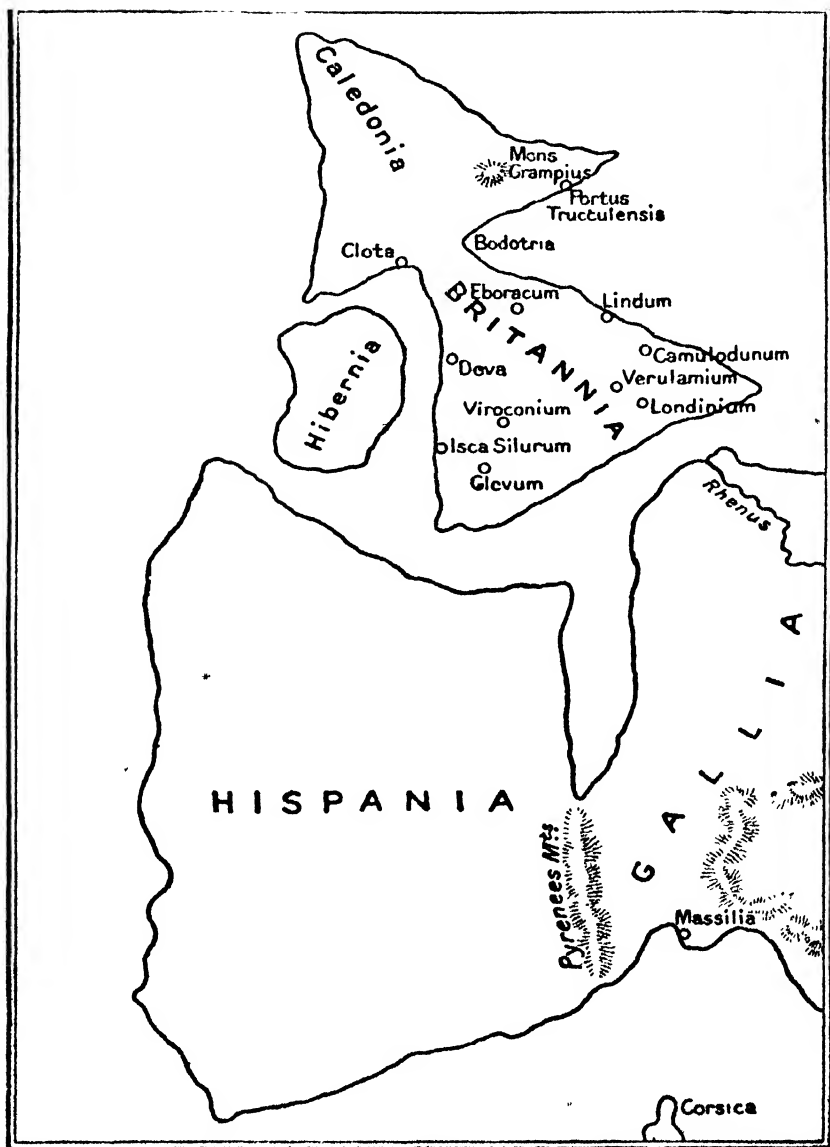 Caledonia
Mons
Grampius
Portus
Tructulensis
Bodotria
Clota
Eboracum
Lindum
BRITANNIA
Hibernia
Deva
Camulodunum
Verulamium
Viroconium
Londinium
Isca Silurum
Glevum
Rhenus
GALLIA
HISPANIA
Pyrenees Mts.
Massilia
Corsica